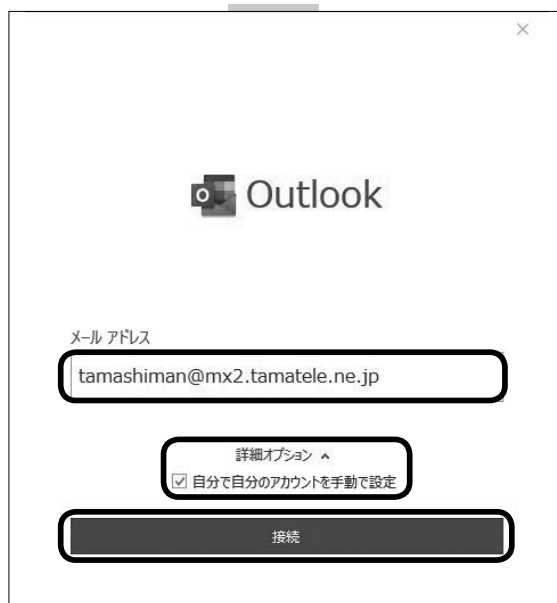 Outlook
メール アドレス
tamashiman@mx2.tamatele.ne.jp
詳細オプション
自分で自分のアカウントを手動で設定
接続